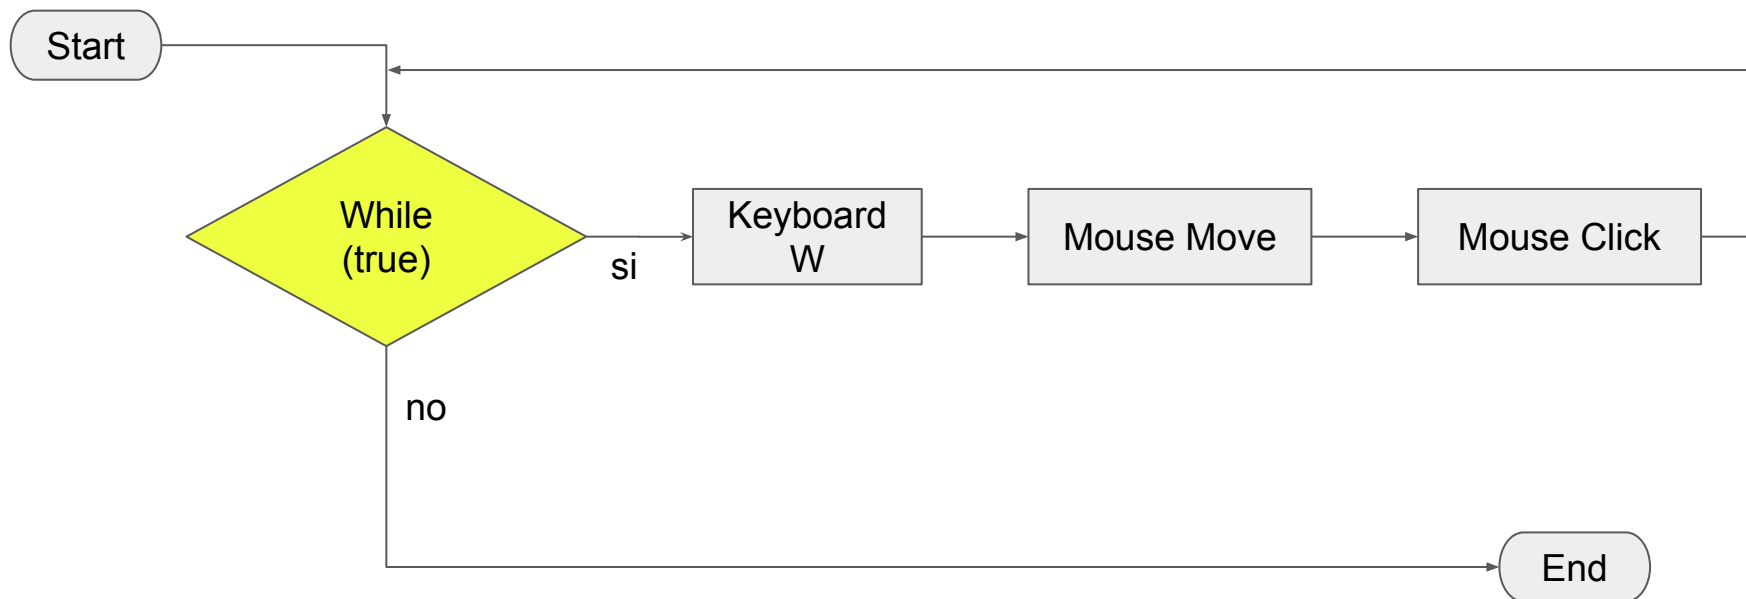 Start
While
(true)
si
Keyboard
W
Mouse Move
Mouse Click
no
End